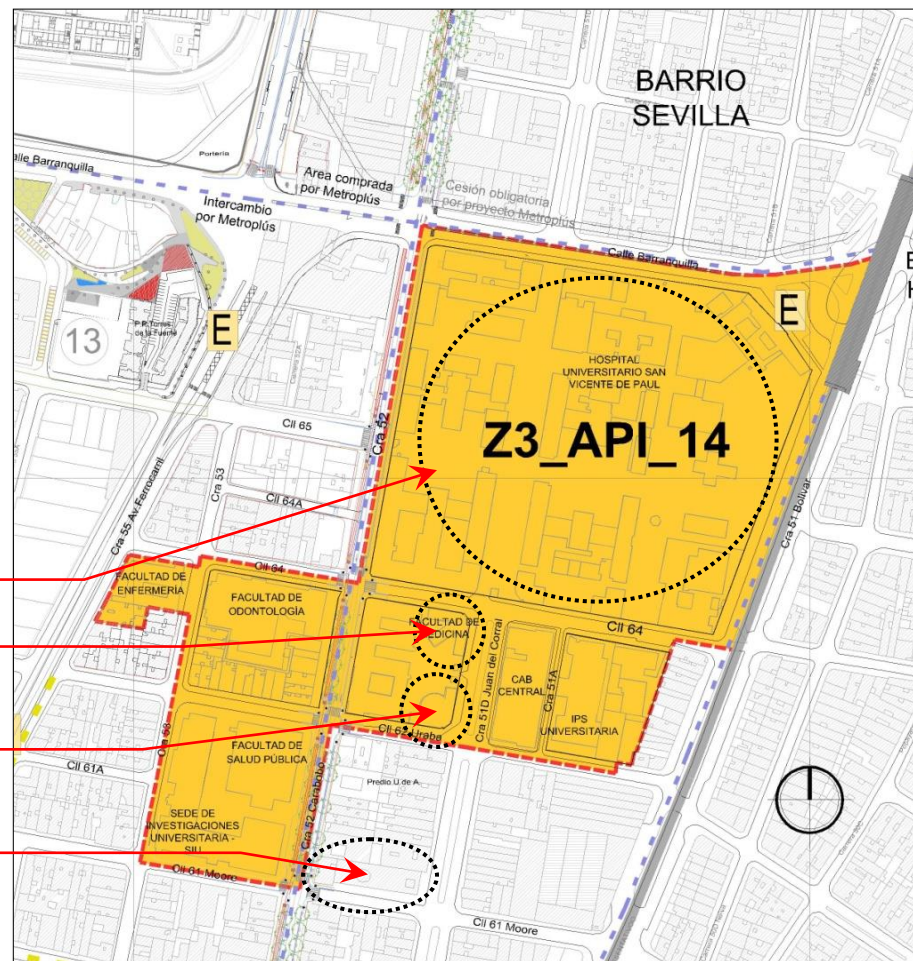 BARRIO
SEVILLA
Portería
alle Barranquilla
Area comprada
por Metroplús
Cesión obligatoria
por proyecto Metroplús
Intercambio
por Metroplús
Calle Barranquilla
E
H
E
E
13
HOSPITAL
UNIVERSITARIO SAN
VICENTE DE PAUL
Z3_API_14
Cll 65
Cra 52
Cra 53
Cll 64A
Cra 55 Av.Ferrocarril
Cra 51 Bolívar
Cll 64
FACULTAD DE
ENFERMERÍA
FACULTAD DE
ODONTOLOGÍA
FACULTAD DE
MEDICINA
Cll 64
Cra 51D Juan del Corral
CAB
CENTRAL
Cra 51A
IPS
UNIVERSITARIA
Cra 53
FACULTAD DE
SALUD PÚBLICA
Cll 61A
Predio U.de A.
Cra 52 Carabobo
SEDE DE
INVESTIGACIONES
UNIVERSITARIA -
SIU
Cll 61 Moore
Cll 61 Moore